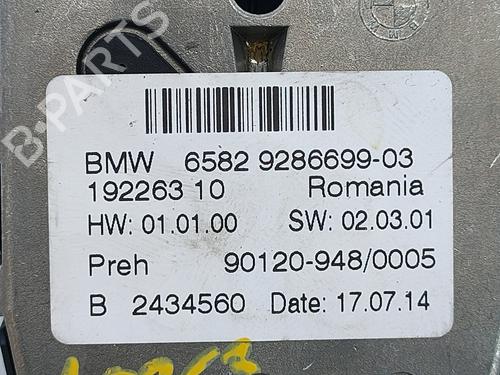 BMW 6582 9286699-03
192263 10 Romania
HW: 01.01.00 SW: 02.03.01
Preh 90120-948/0005
B 2434560 Date: 17.07.14
B-PARTS